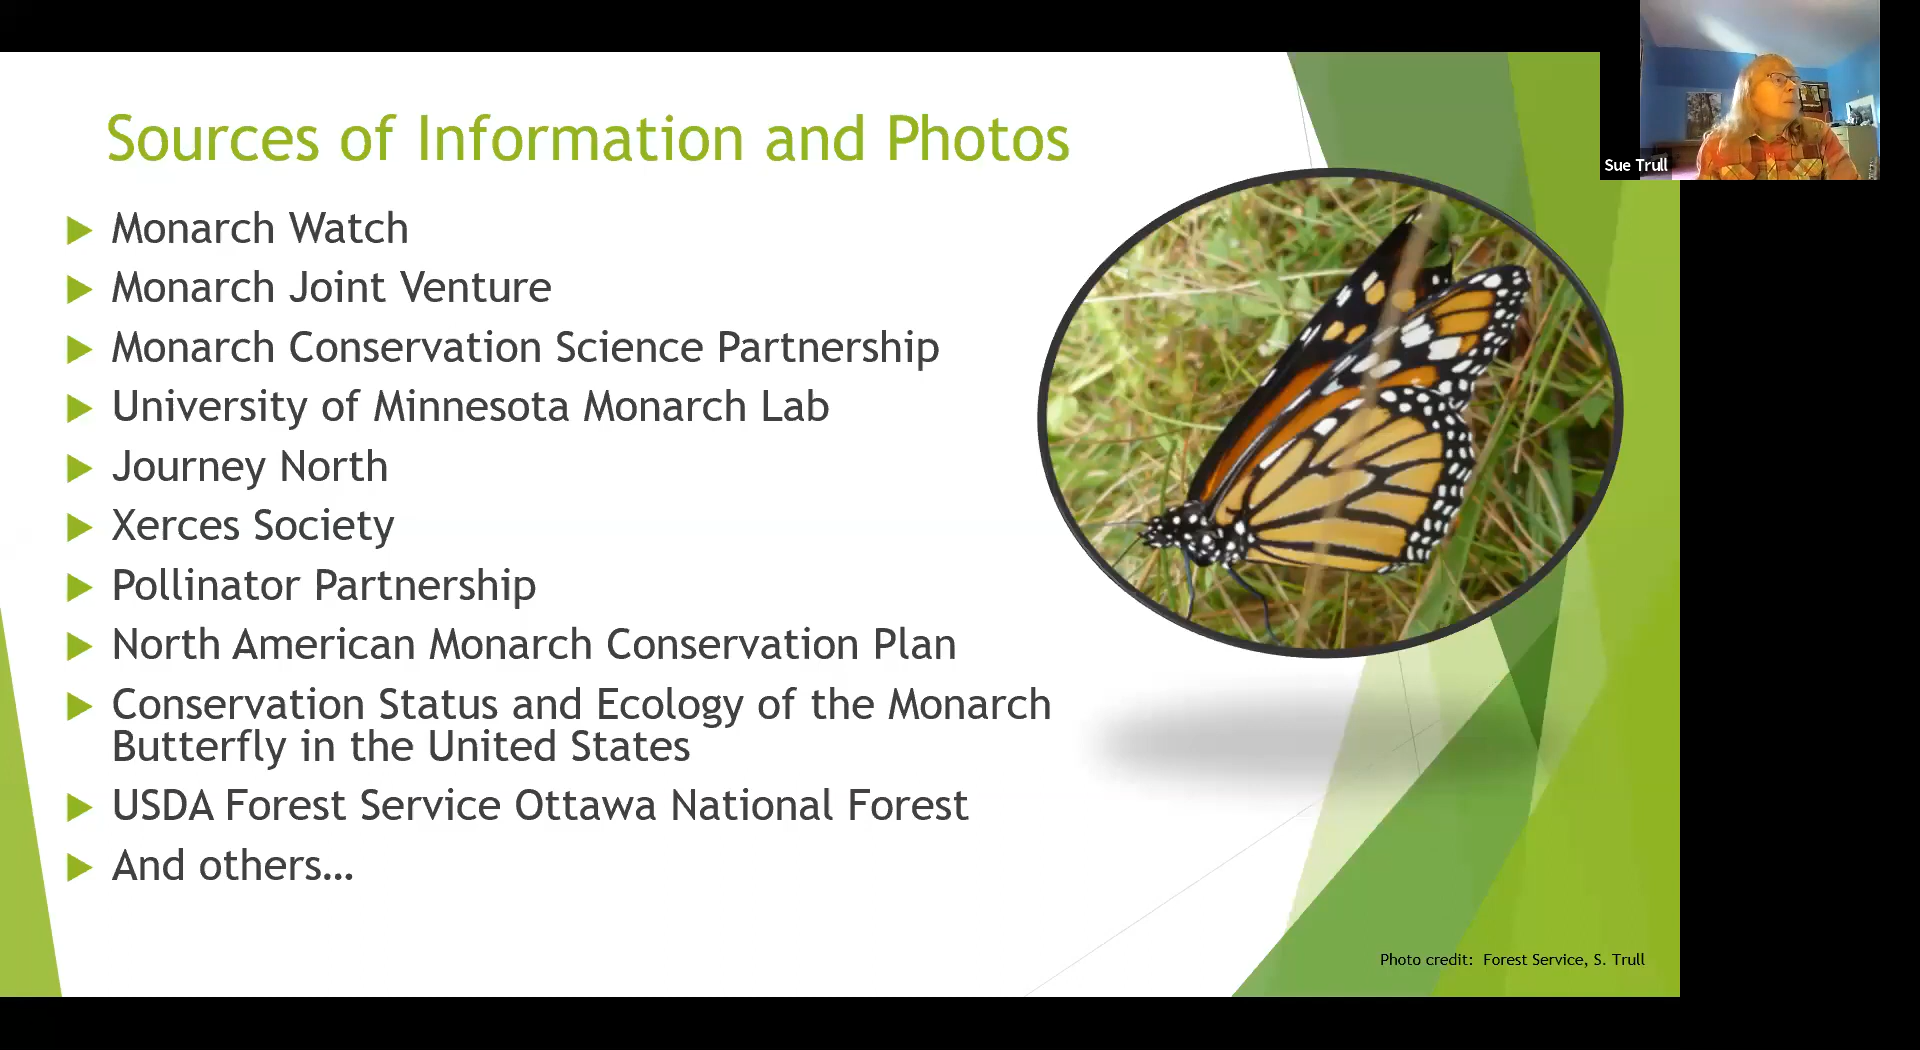 Sources of Information and Photos
Monarch Watch
Monarch Joint Venture
Monarch Conservation Science Partnership
University of Minnesota Monarch Lab
Journey North
Xerces Society
Pollinator Partnership
North American Monarch Conservation Plan
Conservation Status and Ecology of the Monarch
Butterfly in the United States
USDA Forest Service Ottawa National Forest
And others…
Photo credit: Forest Service, S. Trull
Sue Trull